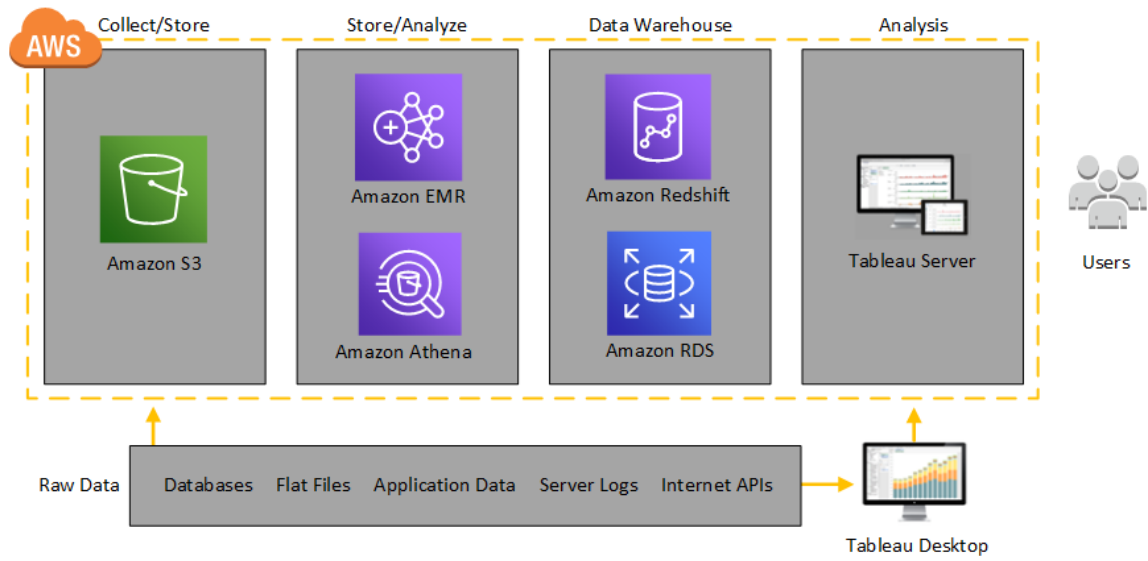 AWS
Collect/Store
Store/Analyze
Data Warehouse
Analysis
Amazon S3
Amazon EMR
Amazon Athena
Amazon Redshift
Amazon RDS
Tableau Server
Users
Raw Data
Databases Flat Files Application Data Server Logs Internet APIs
Tableau Desktop